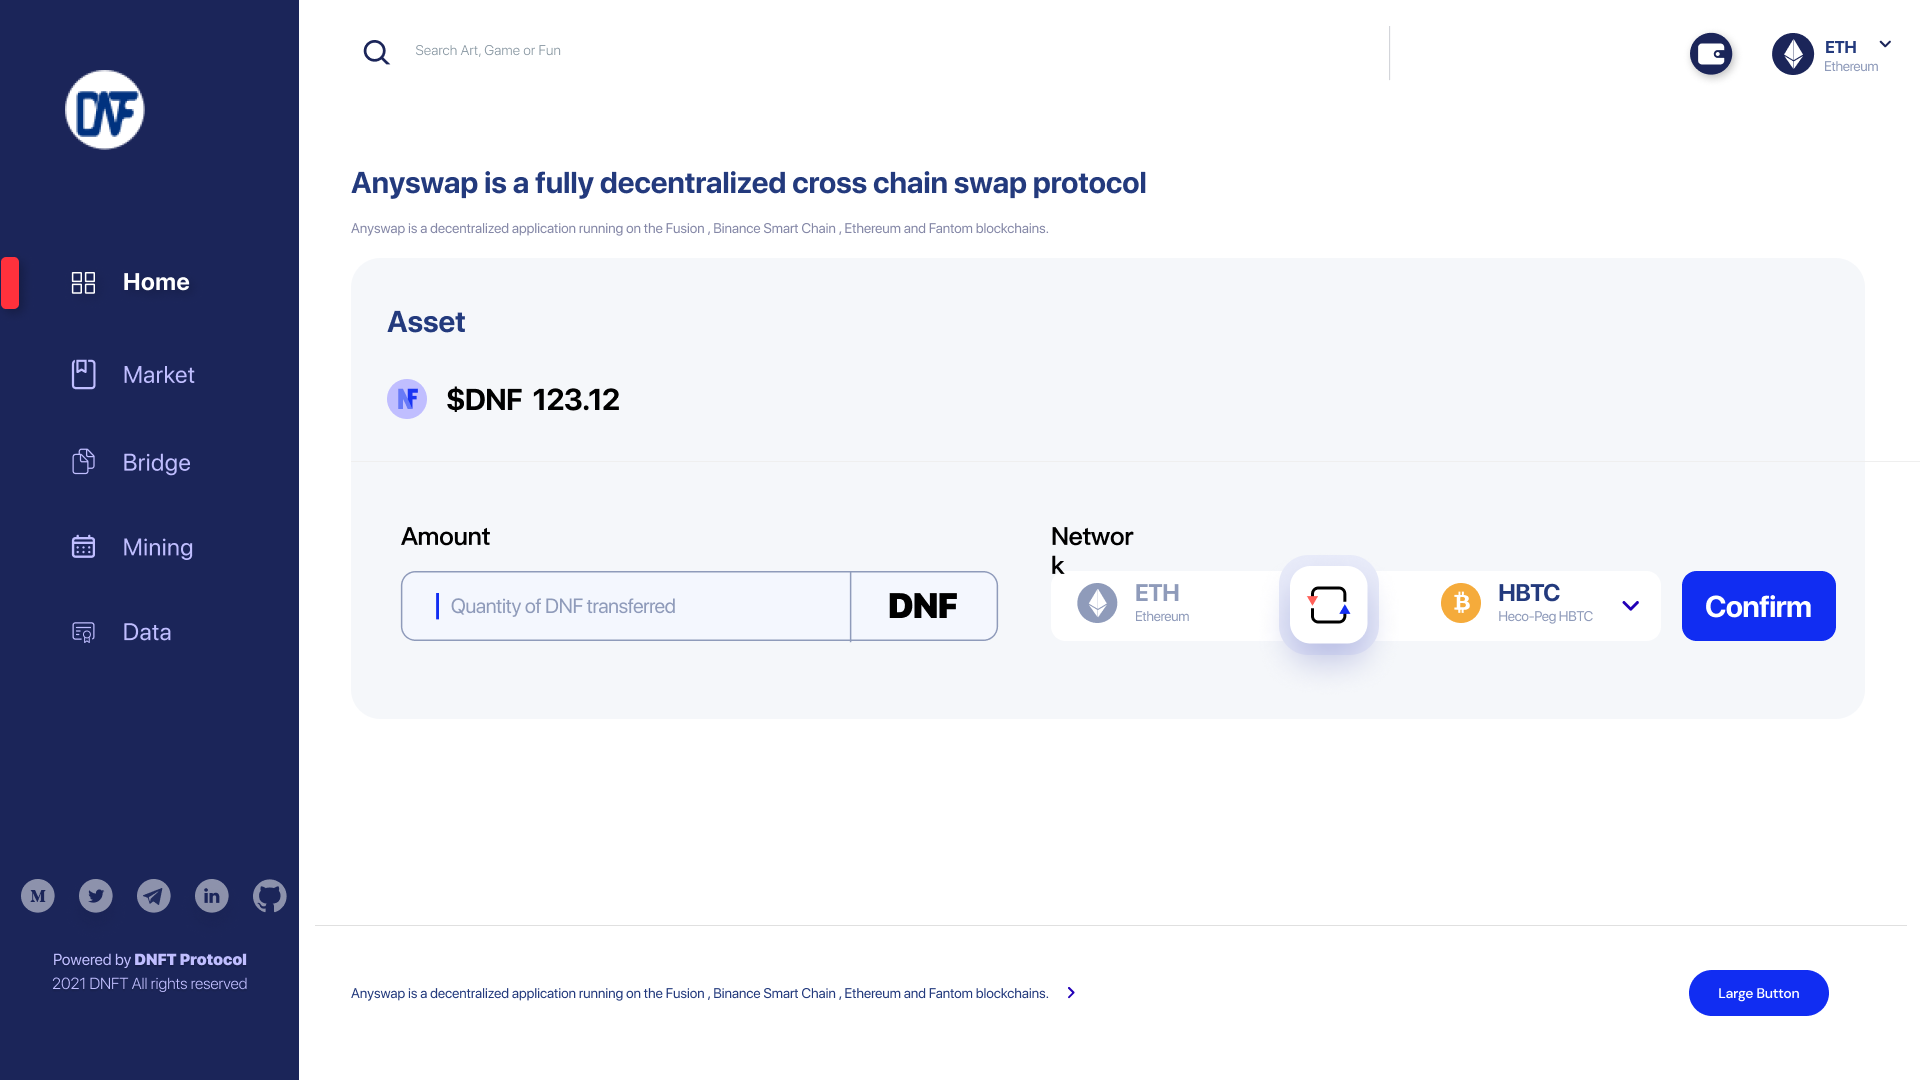 DNF
Search Art, Game or Fun
ETH
Ethereum
Anyswap is a fully decentralized cross chain swap protocol
Anyswap is a decentralized application running on the Fusion , Binance Smart Chain , Ethereum and Fantom blockchains.
Home
Market
Bridge
Mining
Data
Asset
NF
$DNF 123.12
Amount
Quantity of DNF transferred
DNF
Networ
k
ETH
Ethereum
HBTC
Heco-Peg HBTC
Confirm
M
in
Powered by DNFT Protocol
2021 DNFT All rights reserved
Anyswap is a decentralized application running on the Fusion , Binance Smart Chain , Ethereum and Fantom blockchains.
Large Button